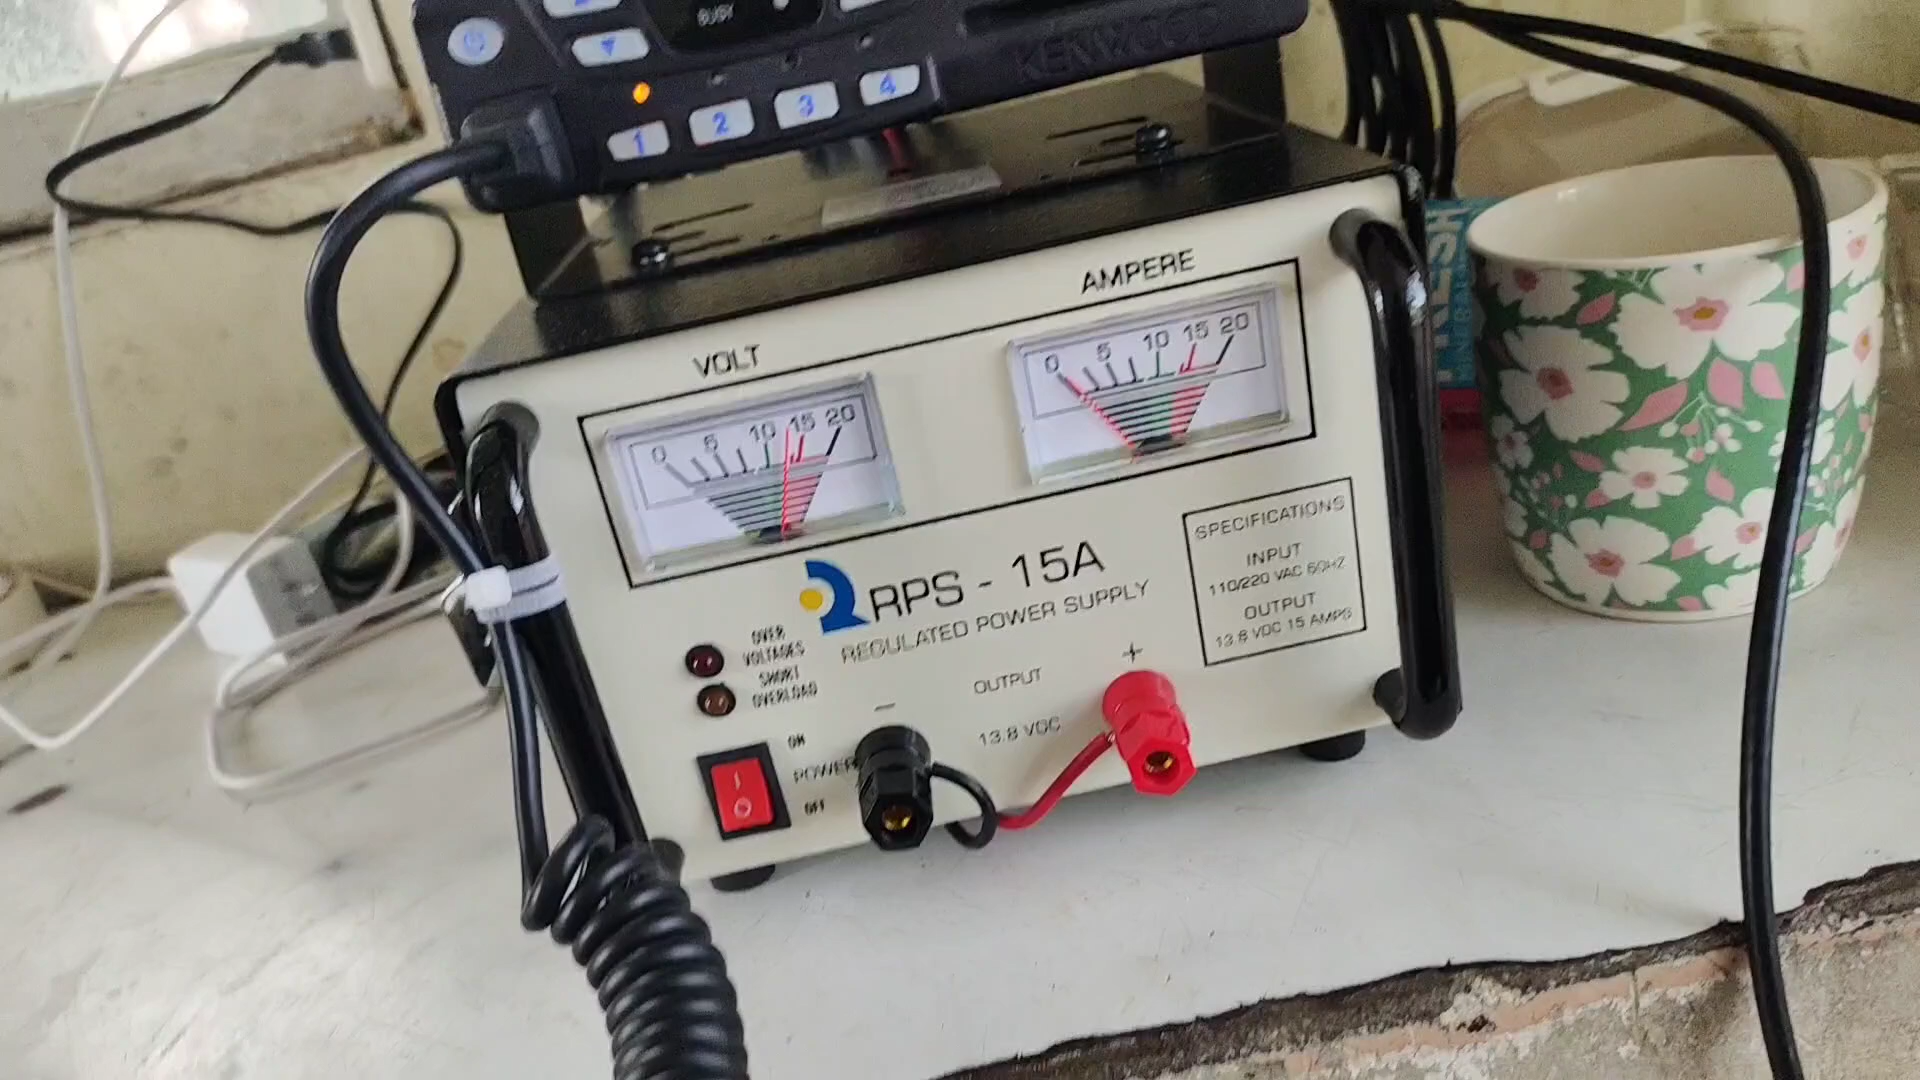 BUSY
KENWOOD
1 2 3 4
AMPERE
0 5 10 15 20
VOLT
0 5 10 15 20
SPECIFICATIONS
INPUT
110/220 VAC 60HZ
OUTPUT
13.8 VDC 15 AMPS
RPS - 15A
REGULATED POWER SUPPLY
OVER
VOLTAGES
SHORT
OVERLOAD
OUTPUT
+
−
13.8 VDC
ON
POWER
OFF
I
O